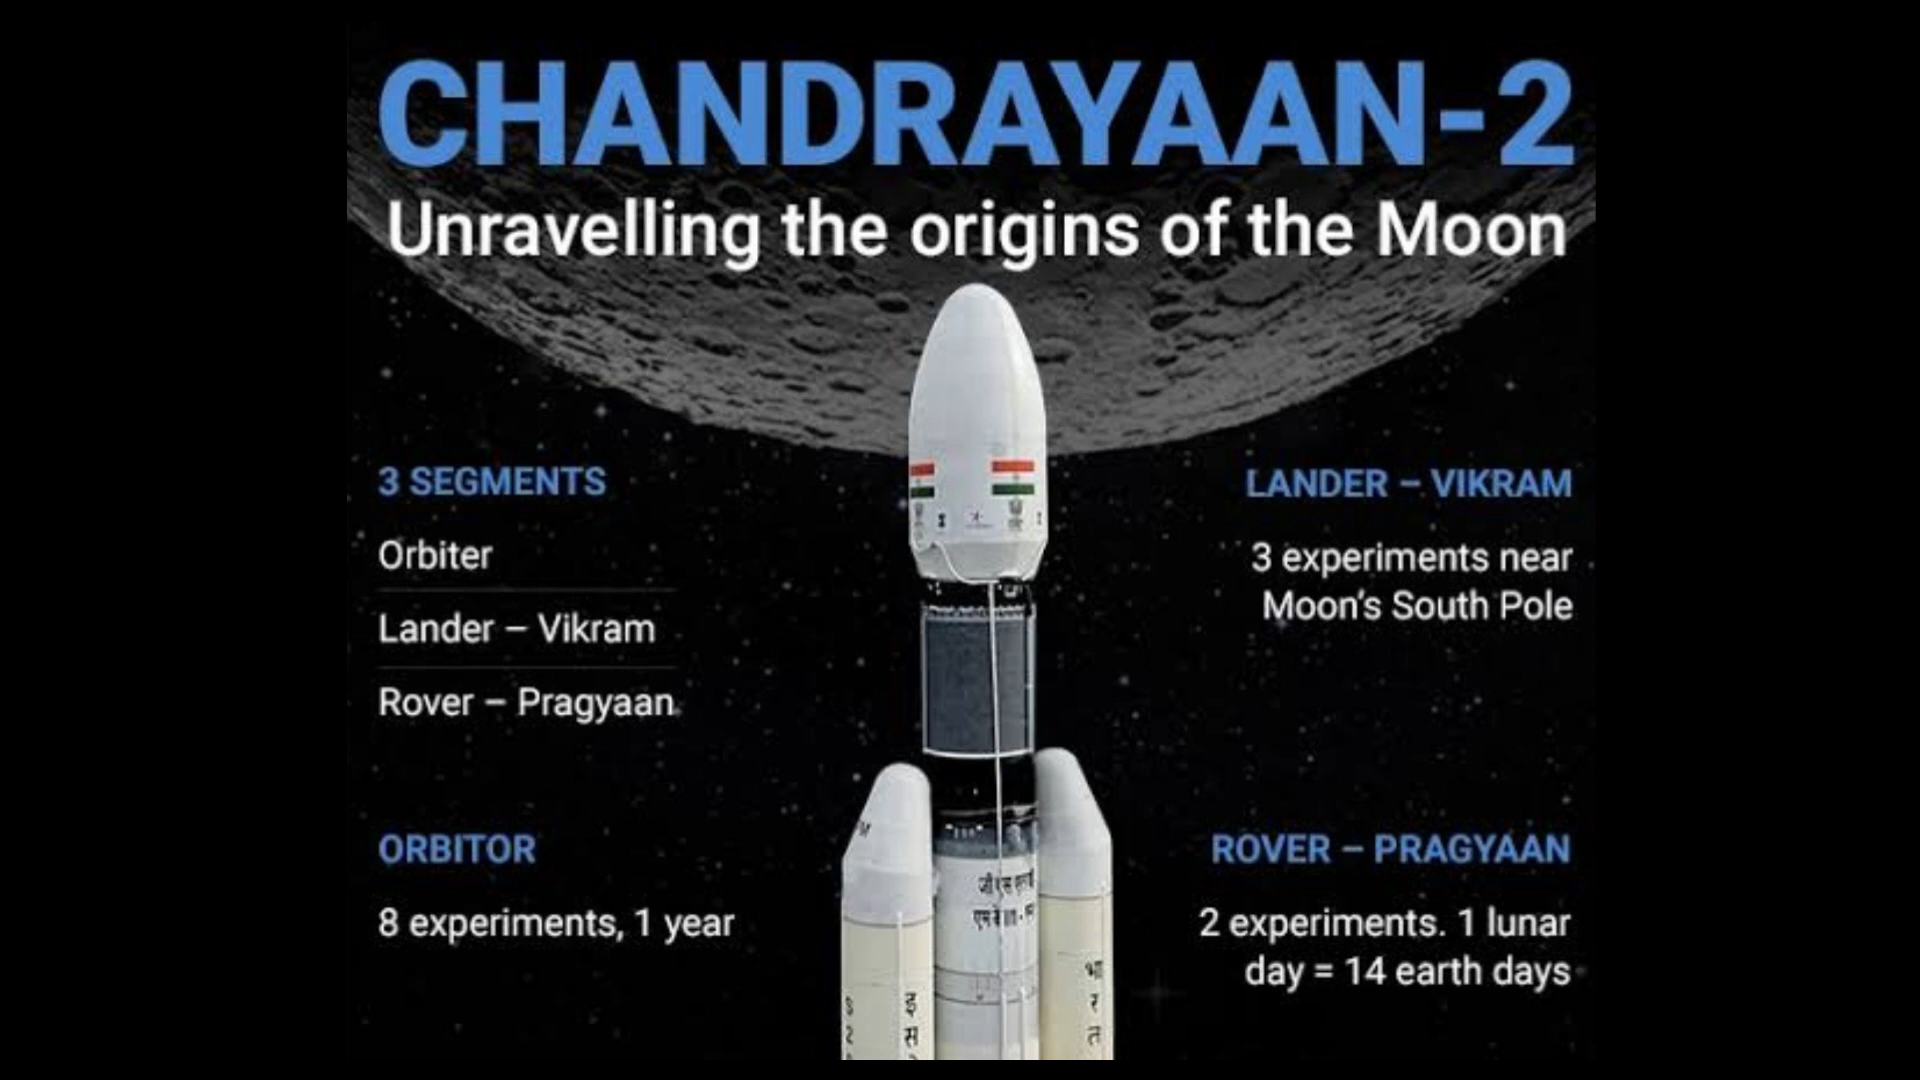 CHANDRAYAAN-2
Unravelling the origins of the Moon
3 SEGMENTS
Orbiter
Lander – Vikram
Rover – Pragyaan
ORBITOR
8 experiments, 1 year
LANDER – VIKRAM
3 experiments near
Moon's South Pole
ROVER – PRAGYAAN
2 experiments. 1 lunar
day = 14 earth days
S
2
इ
स
भा
र
त